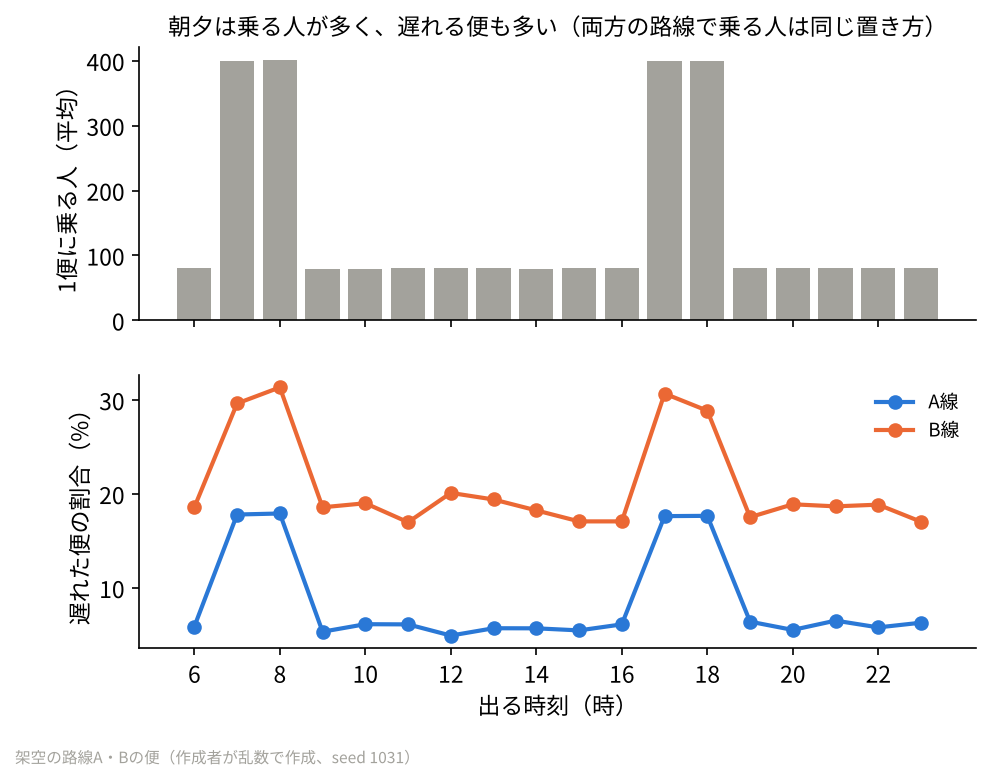 朝夕は乗る人が多く、遅れる便も多い（両方の路線で乗る人は同じ置き方）
1便に乗る人（平均）
400
300
200
100
0
遅れた便の割合（%）
30
20
10
A線
B線
6 8 10 12 14 16 18 20 22
出る時刻（時）
架空の路線A・Bの便（作成者が乱数で作成、seed 1031）